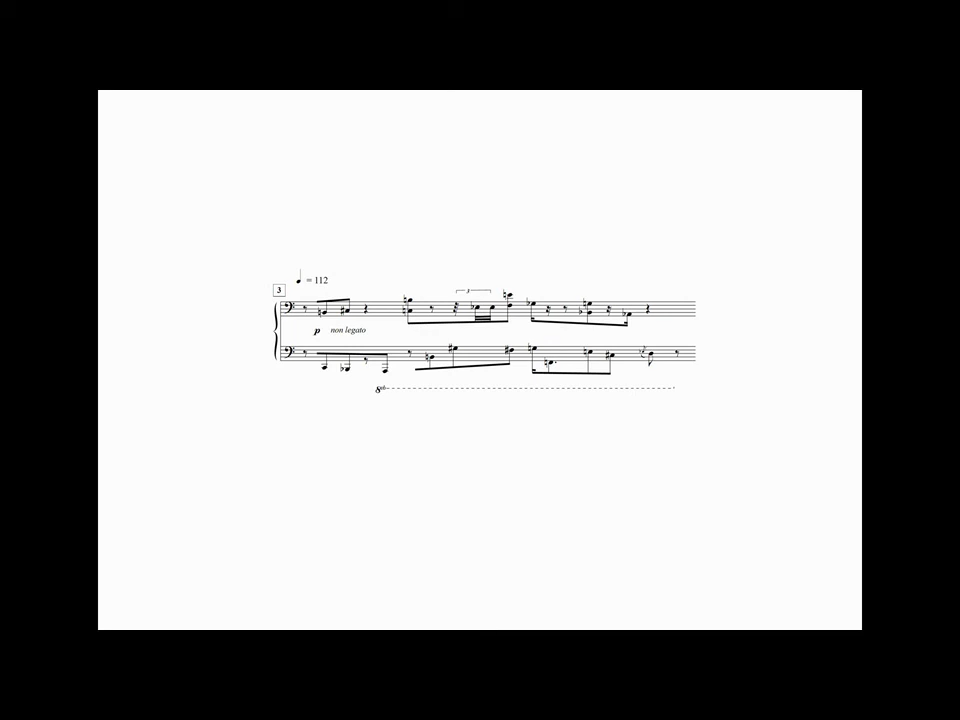 = 112
3
3
p non legato
8vb